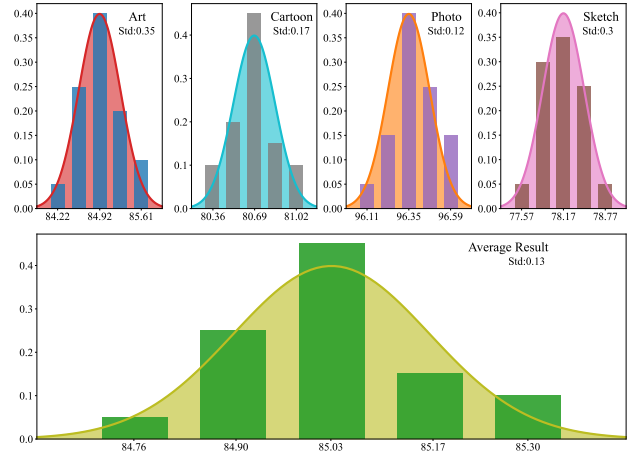 Art
Std:0.35
0.40
0.35
0.30
0.25
0.20
0.15
0.10
0.05
0.00
84.22 84.92 85.61
Cartoon
Std:0.17
0.4
0.3
0.2
0.1
0.0
80.36 80.69 81.02
Photo
Std:0.12
0.40
0.35
0.30
0.25
0.20
0.15
0.10
0.05
0.00
96.11 96.35 96.59
Sketch
Std:0.3
0.40
0.35
0.30
0.25
0.20
0.15
0.10
0.05
0.00
77.57 78.17 78.77
Average Result
Std:0.13
0.4
0.3
0.2
0.1
0.0
84.76 84.90 85.03 85.17 85.30